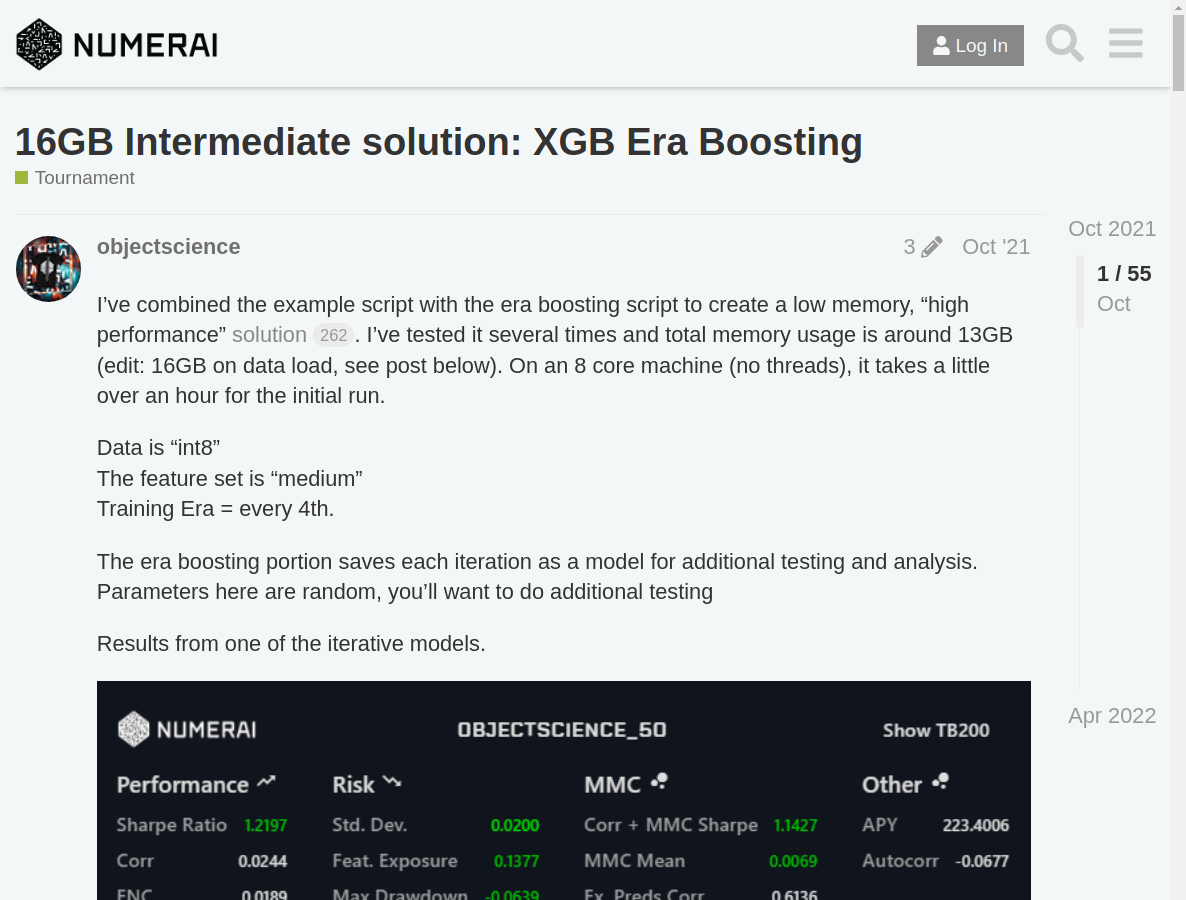 NUMERAI
Log In
16GB Intermediate solution: XGB Era Boosting
Tournament
Oct 2021
objectscience
3
Oct '21
1 / 55
Oct
I’ve combined the example script with the era boosting script to create a low memory, “high
performance” solution 262. I’ve tested it several times and total memory usage is around 13GB
(edit: 16GB on data load, see post below). On an 8 core machine (no threads), it takes a little
over an hour for the initial run.
Data is “int8”
The feature set is “medium”
Training Era = every 4th.
The era boosting portion saves each iteration as a model for additional testing and analysis.
Parameters here are random, you’ll want to do additional testing
Results from one of the iterative models.
Apr 2022
NUMERAI
OBJECTSCIENCE_50
Show TB200
Performance Risk MMC Other
Sharpe Ratio 1.2197 Std. Dev. 0.0200 Corr + MMC Sharpe 1.1427 APY 223.4006
Corr 0.0244 Feat. Exposure 0.1377 MMC Mean 0.0069 Autocorr -0.0677
FNC 0.0189 Max Drawdown -0.0639 Ex. Preds Corr 0.6136